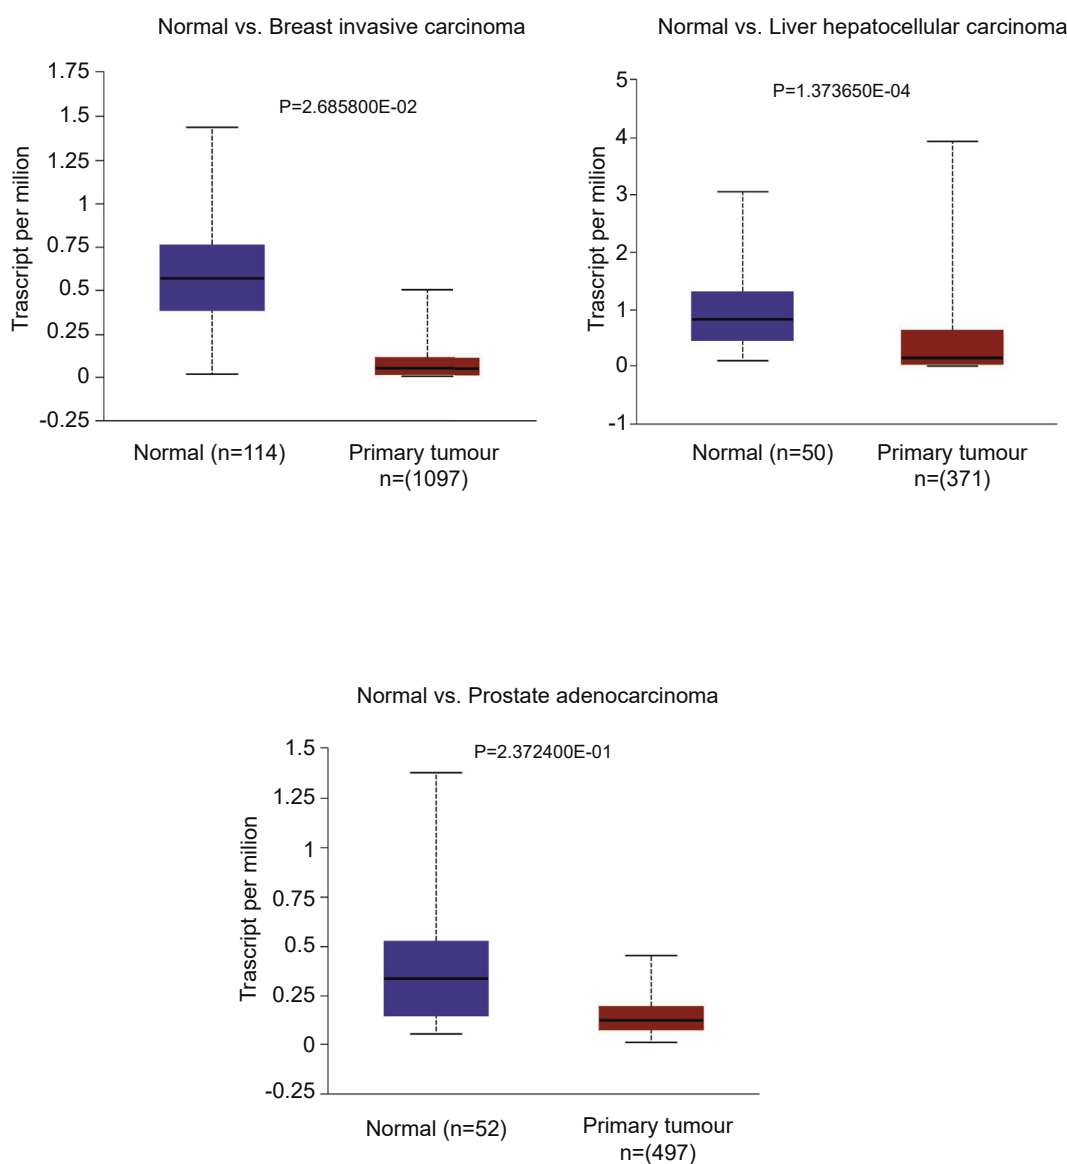 Normal vs. Breast invasive carcinoma
P=2.685800E-02
Trascript per milion
1.75
1.5
1.25
1
0.75
0.5
0.25
0
-0.25
Normal (n=114)
Primary tumour
n=(1097)
Normal vs. Liver hepatocellular carcinoma
P=1.373650E-04
Trascript per milion
5
4
3
2
1
0
-1
Normal (n=50)
Primary tumour
n=(371)
Normal vs. Prostate adenocarcinoma
P=2.372400E-01
Trascript per milion
1.5
1.25
1
0.75
0.5
0.25
0
-0.25
Normal (n=52)
Primary tumour
n=(497)